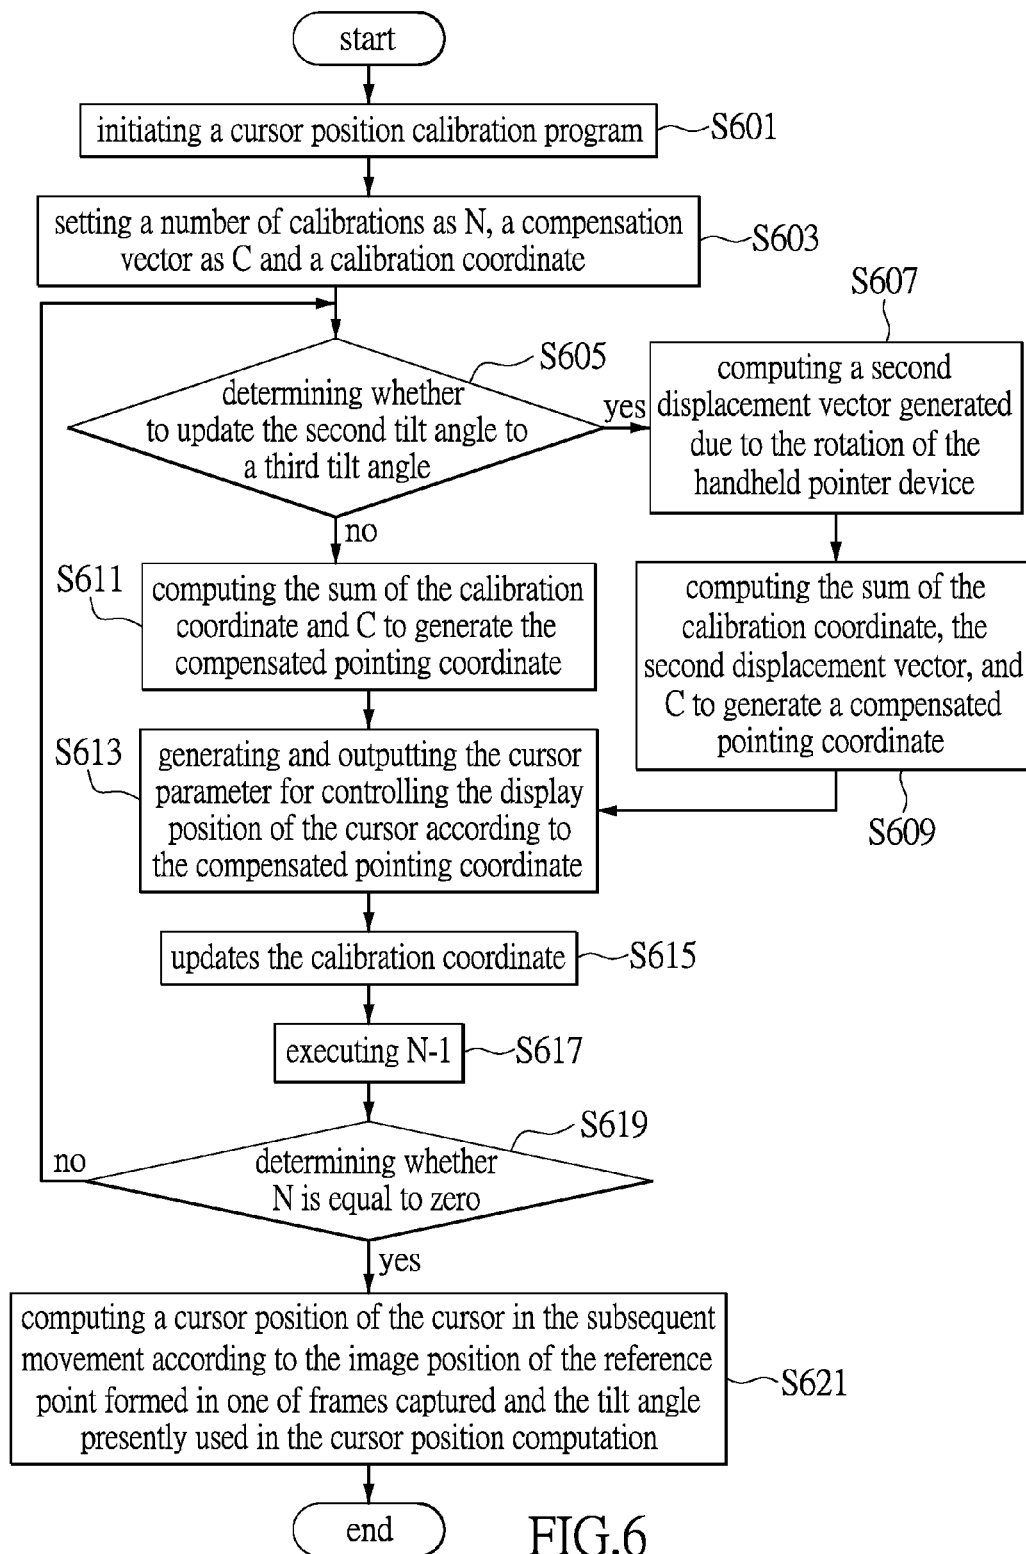 start
initiating a cursor position calibration program
S601
setting a number of calibrations as N, a compensation
vector as C and a calibration coordinate
S603
S605
determining whether
to update the second tilt angle to
a third tilt angle
yes
no
S607
computing a second
displacement vector generated
due to the rotation of the
handheld pointer device
S611
computing the sum of the calibration
coordinate and C to generate the
compensated pointing coordinate
computing the sum of the
calibration coordinate, the
second displacement vector, and
C to generate a compensated
pointing coordinate
S609
S613
generating and outputting the cursor
parameter for controlling the display
position of the cursor according to
the compensated pointing coordinate
updates the calibration coordinate
S615
executing N-1
S617
S619
determining whether
N is equal to zero
no
yes
computing a cursor position of the cursor in the subsequent
movement according to the image position of the reference
point formed in one of frames captured and the tilt angle
presently used in the cursor position computation
S621
end
FIG.6